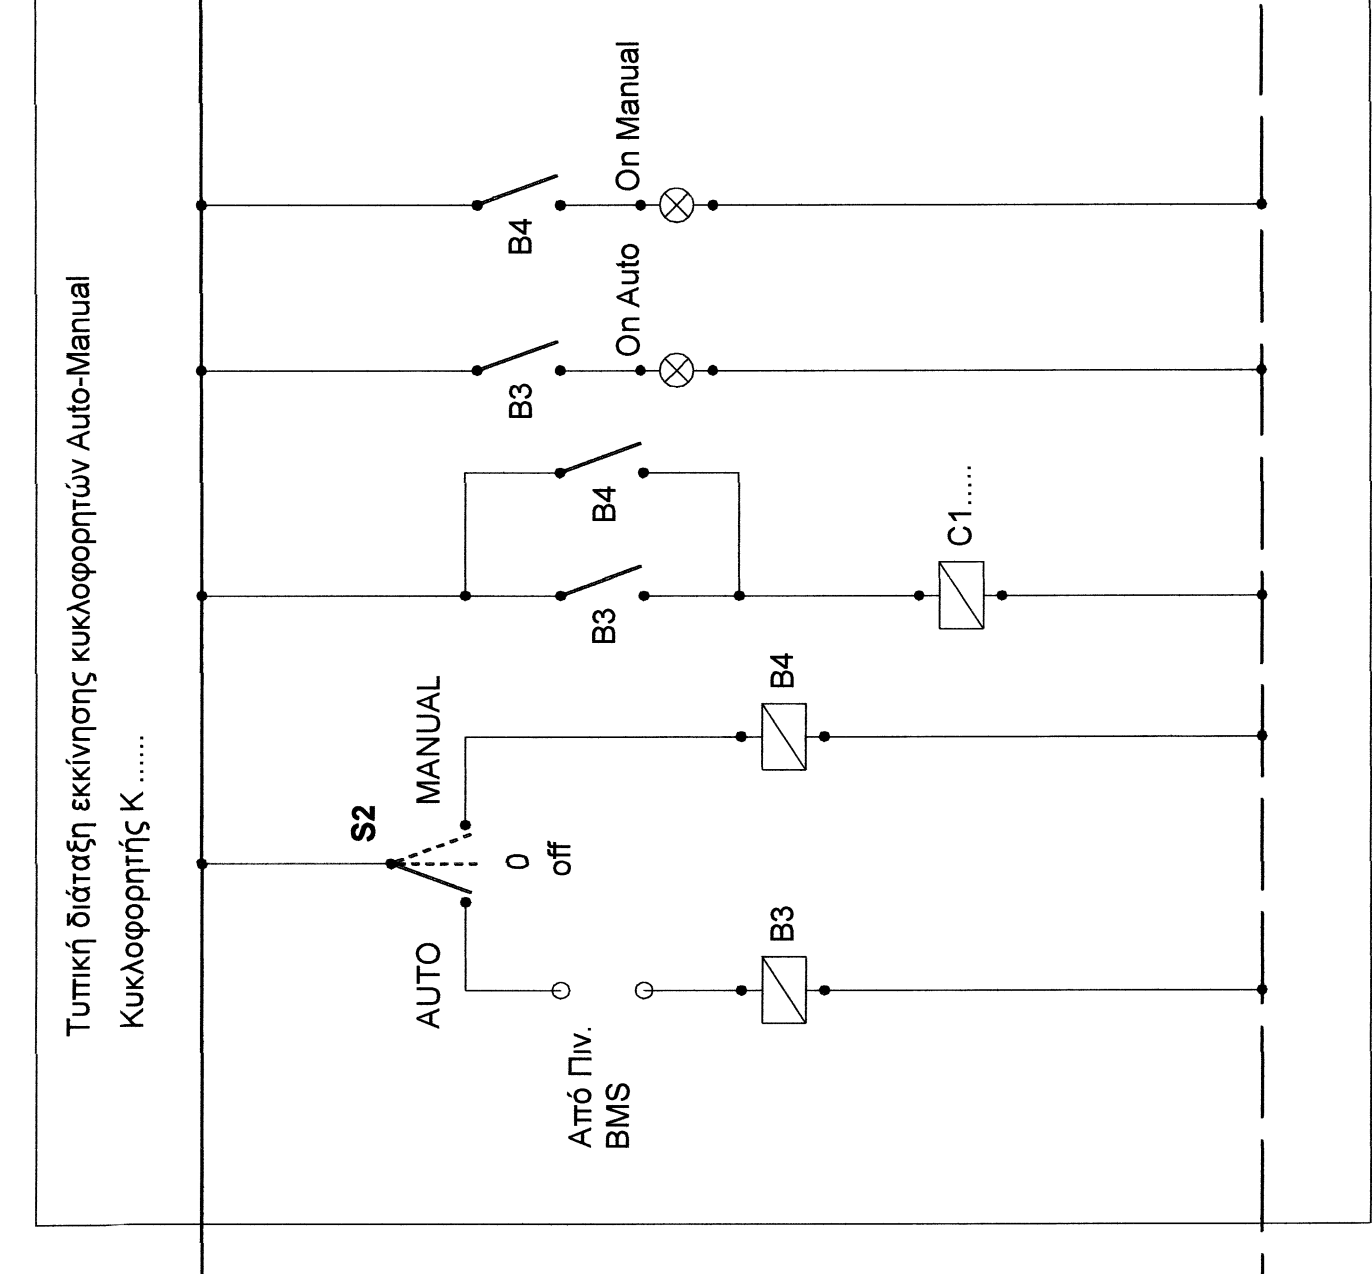 Τυπική διάταξη εκκίνησης κυκλοφορητών Auto-Manual
Κυκλοφορητής Κ......
AUTO
S2
MANUAL
0
off
Από Πιν.
BMS
B3
B4
B3
B4
C1.....
B3
On Auto
B4
On Manual